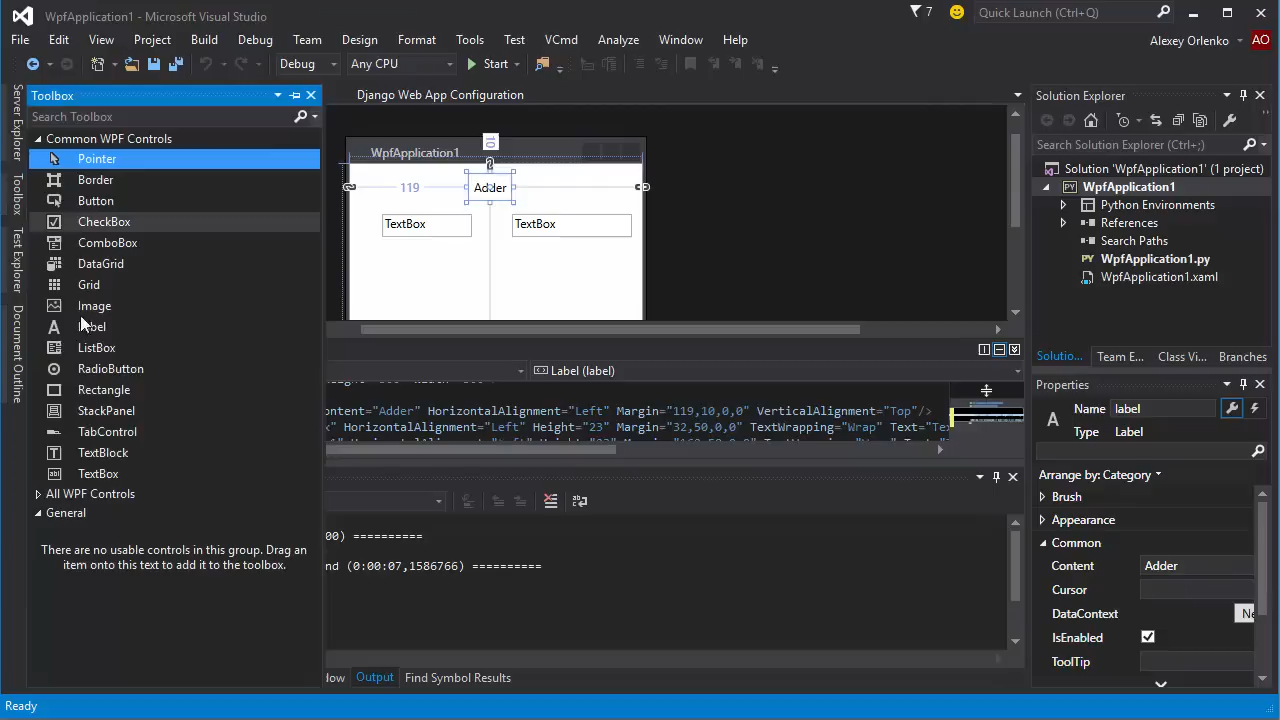 WpfApplication1 - Microsoft Visual Studio
7
Quick Launch (Ctrl+Q)
File Edit View Project Build Debug Team Design Format Tools Test VCmd Analyze Window Help
Alexey Orlenko
AO
Debug
Any CPU
Start
Server Explorer
Toolbox
Test Explorer
Document Outline
Toolbox
Search Toolbox
Common WPF Controls
Pointer
Border
Button
CheckBox
ComboBox
DataGrid
Grid
Image
Label
ListBox
RadioButton
Rectangle
StackPanel
TabControl
TextBlock
TextBox
All WPF Controls
General
There are no usable controls in this group. Drag an
item onto this text to add it to the toolbox.
Django Web App Configuration
WpfApplication1
10
119
Adder
TextBox TextBox
Label (label)
ontent="Adder" HorizontalAlignment="Left" Margin="119,10,0,0" VerticalAlignment="Top"/>
x" HorizontalAlignment="Left" Height="23" Margin="32,50,0,0" TextWrapping="Wrap" Text="Te
00) ==========
nd (0:00:07,1586766) ==========
dow Output Find Symbol Results
Solution Explorer
Search Solution Explorer (Ctrl+;)
Solution 'WpfApplication1' (1 project)
WpfApplication1
Python Environments
References
Search Paths
WpfApplication1.py
WpfApplication1.xaml
Solutio... Team E... Class Vi... Branches
Properties
Name label
Type Label
Arrange by: Category
Brush
Appearance
Common
Content Adder
Cursor
DataContext Ne
IsEnabled
ToolTip
Ready